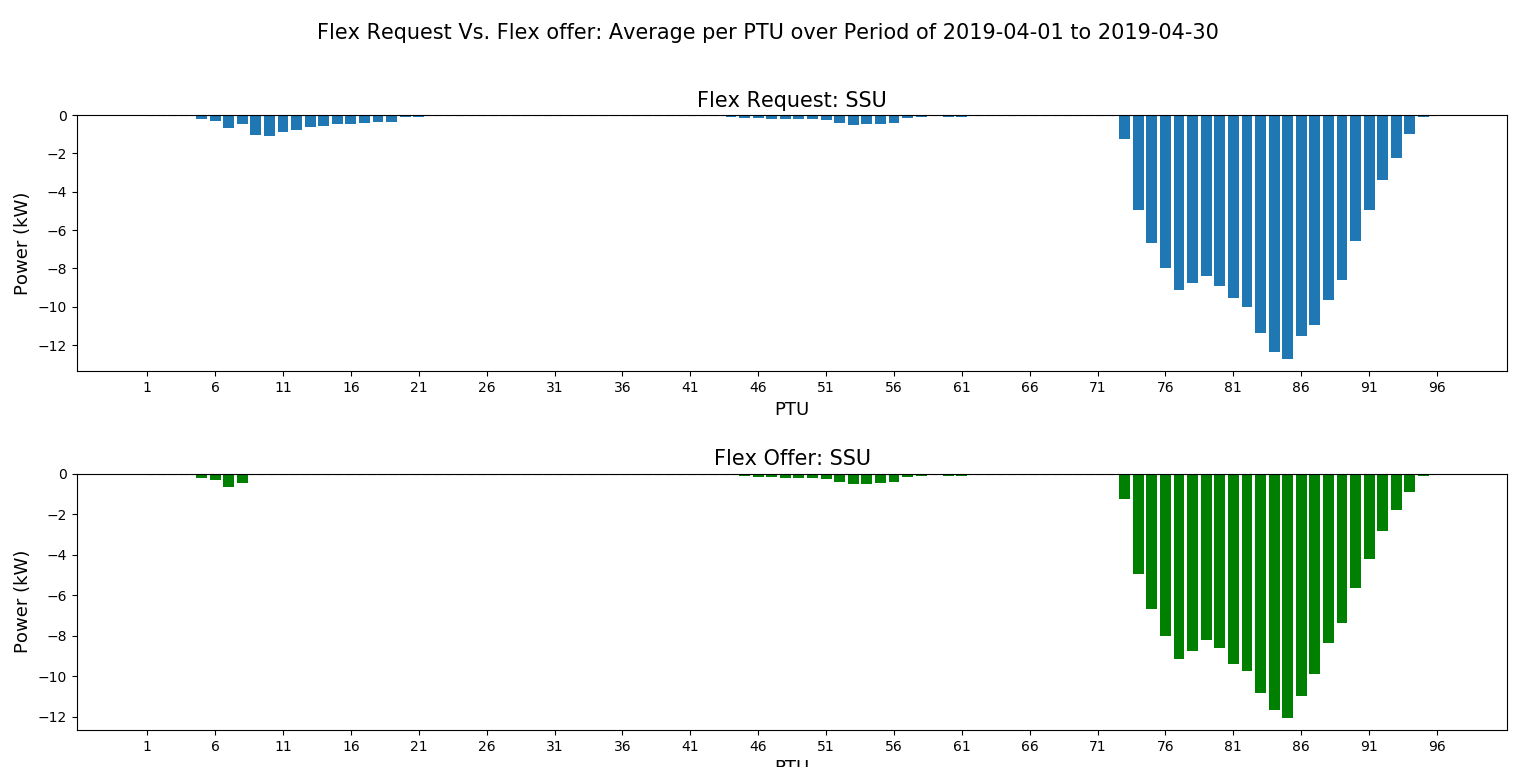 Flex Request Vs. Flex offer: Average per PTU over Period of 2019-04-01 to 2019-04-30
Flex Request: SSU
Power (kW)
0
−2
−4
−6
−8
−10
−12
1 6 11 16 21 26 31 36 41 46 51 56 61 66 71 76 81 86 91 96
PTU
Flex Offer: SSU
Power (kW)
0
−2
−4
−6
−8
−10
−12
1 6 11 16 21 26 31 36 41 46 51 56 61 66 71 76 81 86 91 96
PTU